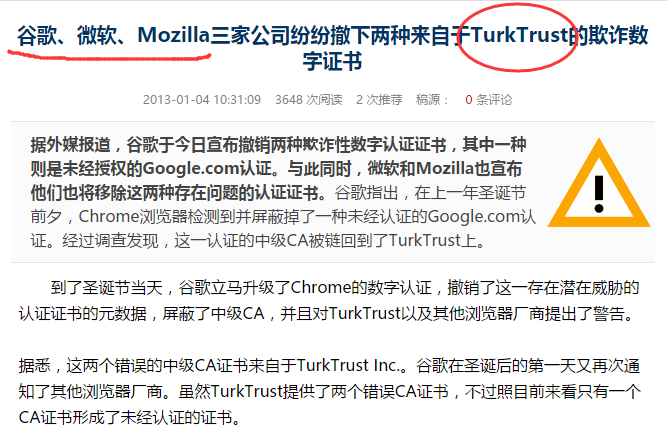 谷歌、微软、Mozilla三家公司纷纷撤下两种来自于TurkTrust的欺诈数
字证书
2013-01-04 10:31:09 3648 次阅读 2 次推荐 稿源： 0 条评论
据外媒报道，谷歌于今日宣布撤销两种欺诈性数字认证证书，其中一种
则是未经授权的Google.com认证。与此同时，微软和Mozilla也宣布
他们也将移除这两种存在问题的认证证书。谷歌指出，在上一年圣诞节
前夕，Chrome浏览器检测到并屏蔽掉了一种未经认证的Google.com认
证。经过调查发现，这一认证的中级CA被链回到了TurkTrust上。
到了圣诞节当天，谷歌立马升级了Chrome的数字认证，撤销了这一存在潜在威胁的
认证证书的元数据，屏蔽了中级CA，并且对TurkTrust以及其他浏览器厂商提出了警告。
据悉，这两个错误的中级CA证书来自于TurkTrust Inc.。谷歌在圣诞后的第一天又再次通
知了其他浏览器厂商。虽然TurkTrust提供了两个错误CA证书，不过照目前来看只有一个
CA证书形成了未经认证的证书。